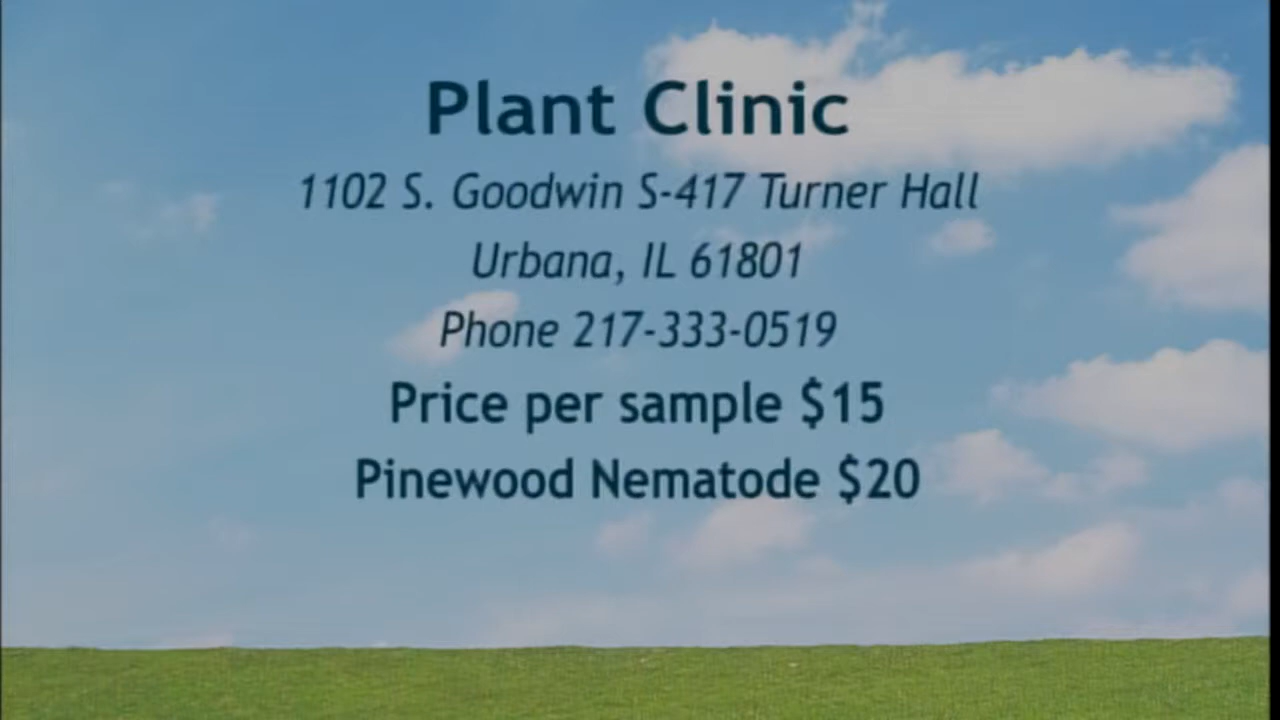 Plant Clinic
1102 S. Goodwin S-417 Turner Hall
Urbana, IL 61801
Phone 217-333-0519
Price per sample $15
Pinewood Nematode $20